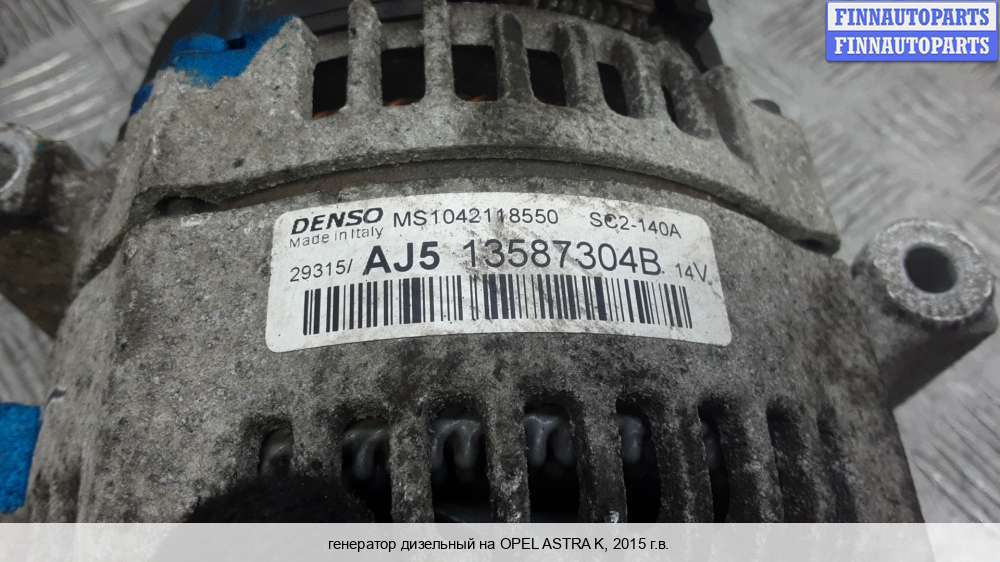 FINNAUTOPARTS
FINNAUTOPARTS
DENSO MS1042118550 SC2-140A
Made in Italy
29315/ AJ5 13587304B 14V
генератор дизельный на OPEL ASTRA K, 2015 г.в.